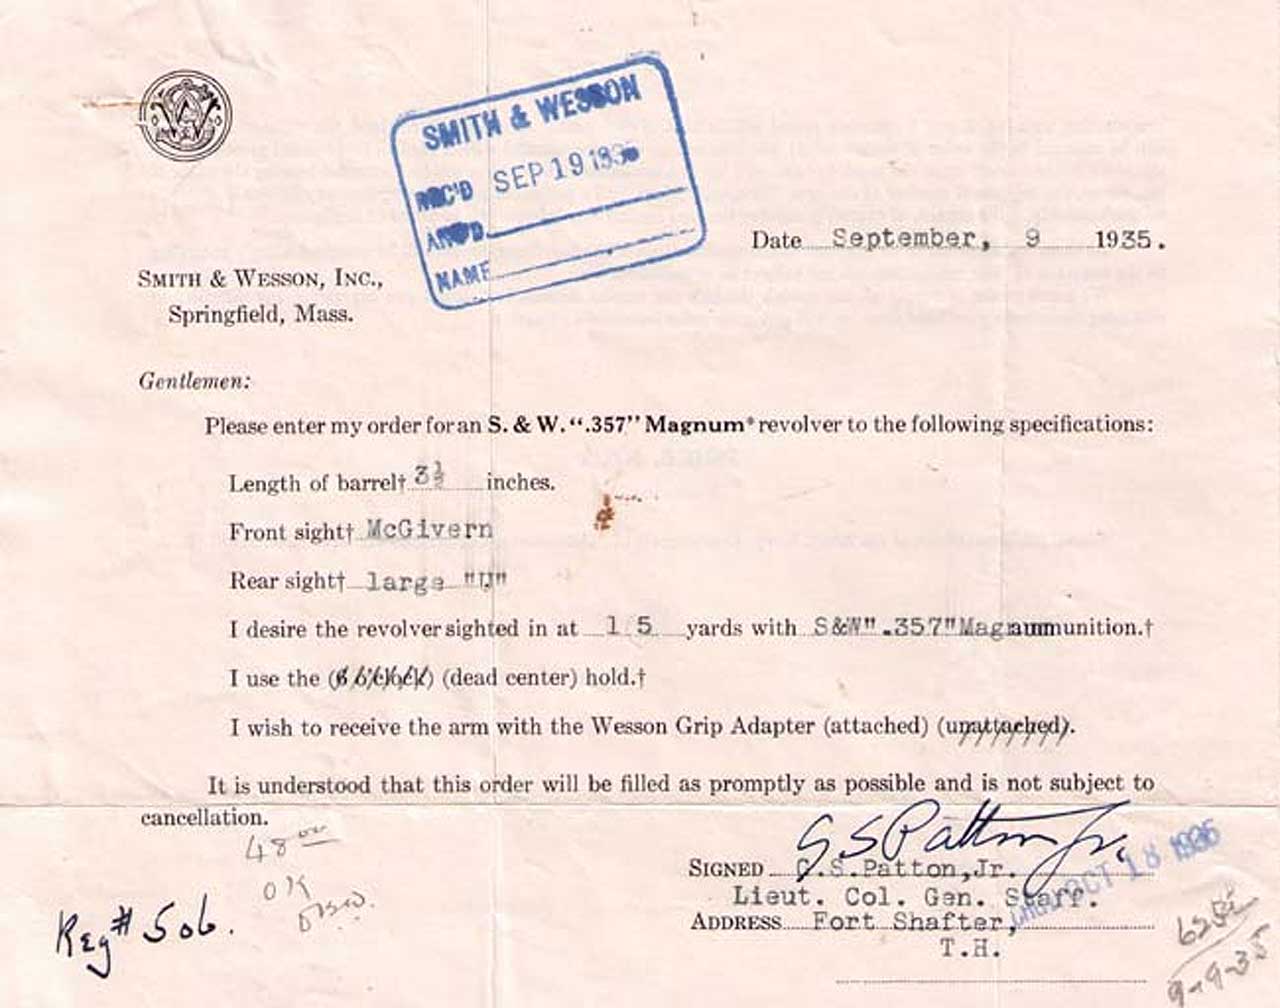 SMITH & WESSON
REC'D SEP 19 1935
ANS'D
NAME
Date September, 9 1935.
SMITH & WESSON, INC.,
Springfield, Mass.
Gentlemen:
Please enter my order for an S. & W. ".357" Magnum* revolver to the following specifications:
Length of barrel† 3½ inches.
Front sight† McGivern
Rear sight† large "U"
I desire the revolver sighted in at 15 yards with S&W".357"Magnum ammunition.†
I use the (6 o'clock) (dead center) hold.†
I wish to receive the arm with the Wesson Grip Adapter (attached) (unattached).
It is understood that this order will be filled as promptly as possible and is not subject to
cancellation.
48 00
OK
G S Patton Jr.
SIGNED G.S.Patton,Jr.
OCT 18 1935
Lieut. Col. Gen. Staff.
ADDRESS Fort Shafter,
T.H.
Reg# 506.
9-9-35